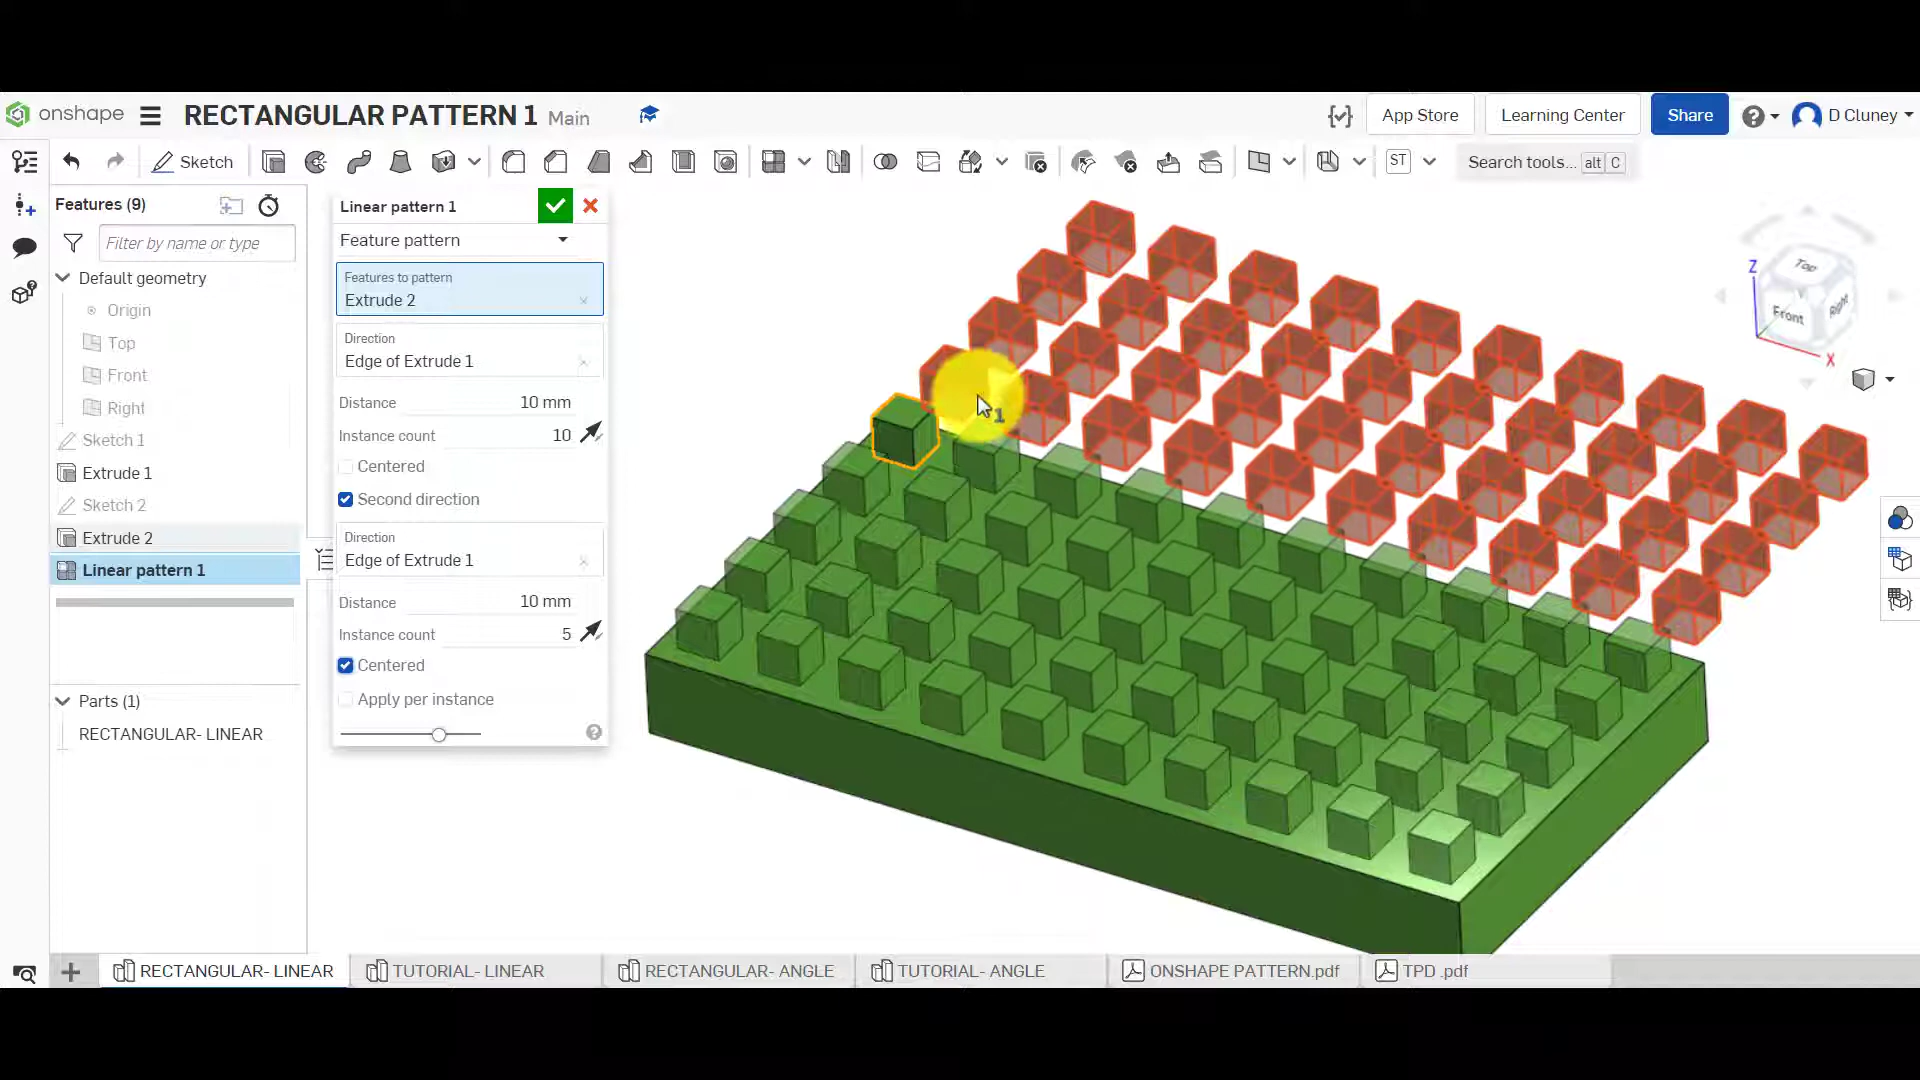 onshape RECTANGULAR PATTERN 1 Main App Store Learning Center Share D Cluney
Sketch ST Search tools... alt C
Features (9)
Filter by name or type
Default geometry
Origin
Top
Front
Right
Sketch 1
Extrude 1
Sketch 2
Extrude 2
Linear pattern 1
Parts (1)
RECTANGULAR- LINEAR
Linear pattern 1
Feature pattern
Features to pattern
Extrude 2
Direction
Edge of Extrude 1
Distance 10 mm
Instance count 10
Centered
Second direction
Direction
Edge of Extrude 1
Distance 10 mm
Instance count 5
Centered
Apply per instance
1
Z
Top
Front
Right
X
RECTANGULAR- LINEAR TUTORIAL- LINEAR RECTANGULAR- ANGLE TUTORIAL- ANGLE ONSHAPE PATTERN.pdf TPD .pdf